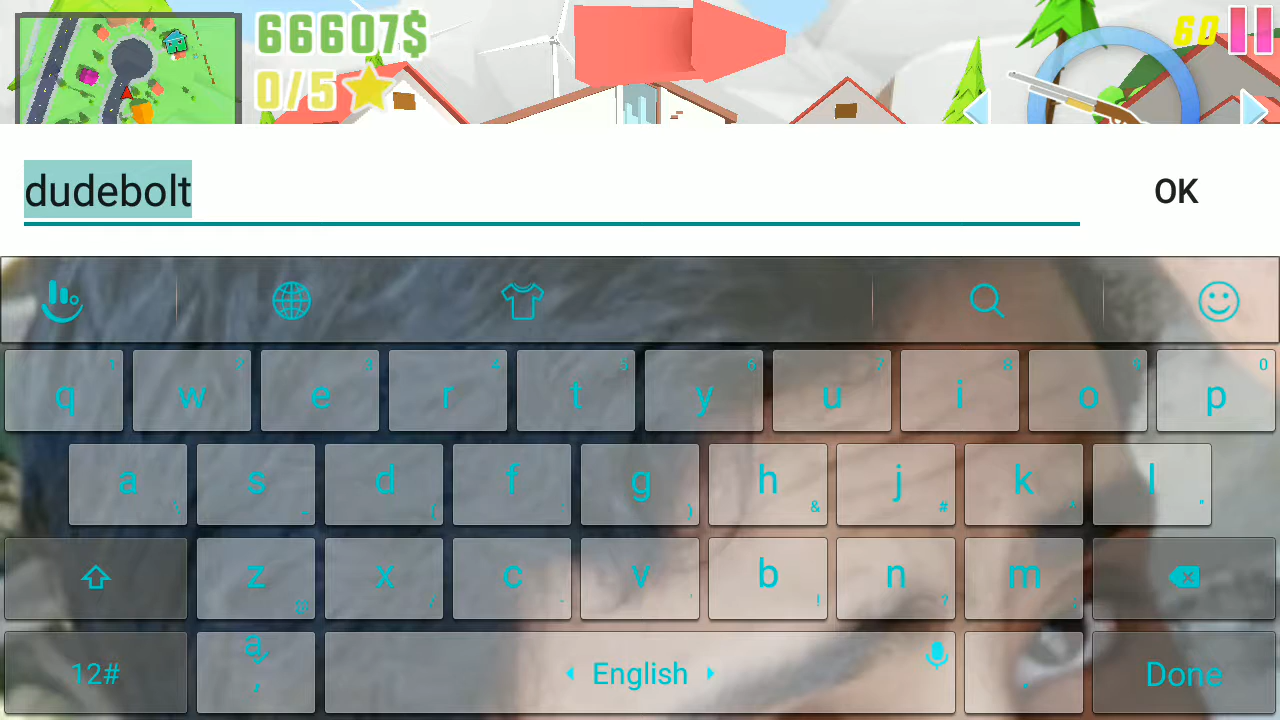 66607$
0/5
60
dudebolt
OK
1 2 3 4 5 6 7 8 9 0
q w e r t y u i o p
a s d f g h j k l
) & # "
z x c v b n m
! ?
12# a , English . Done